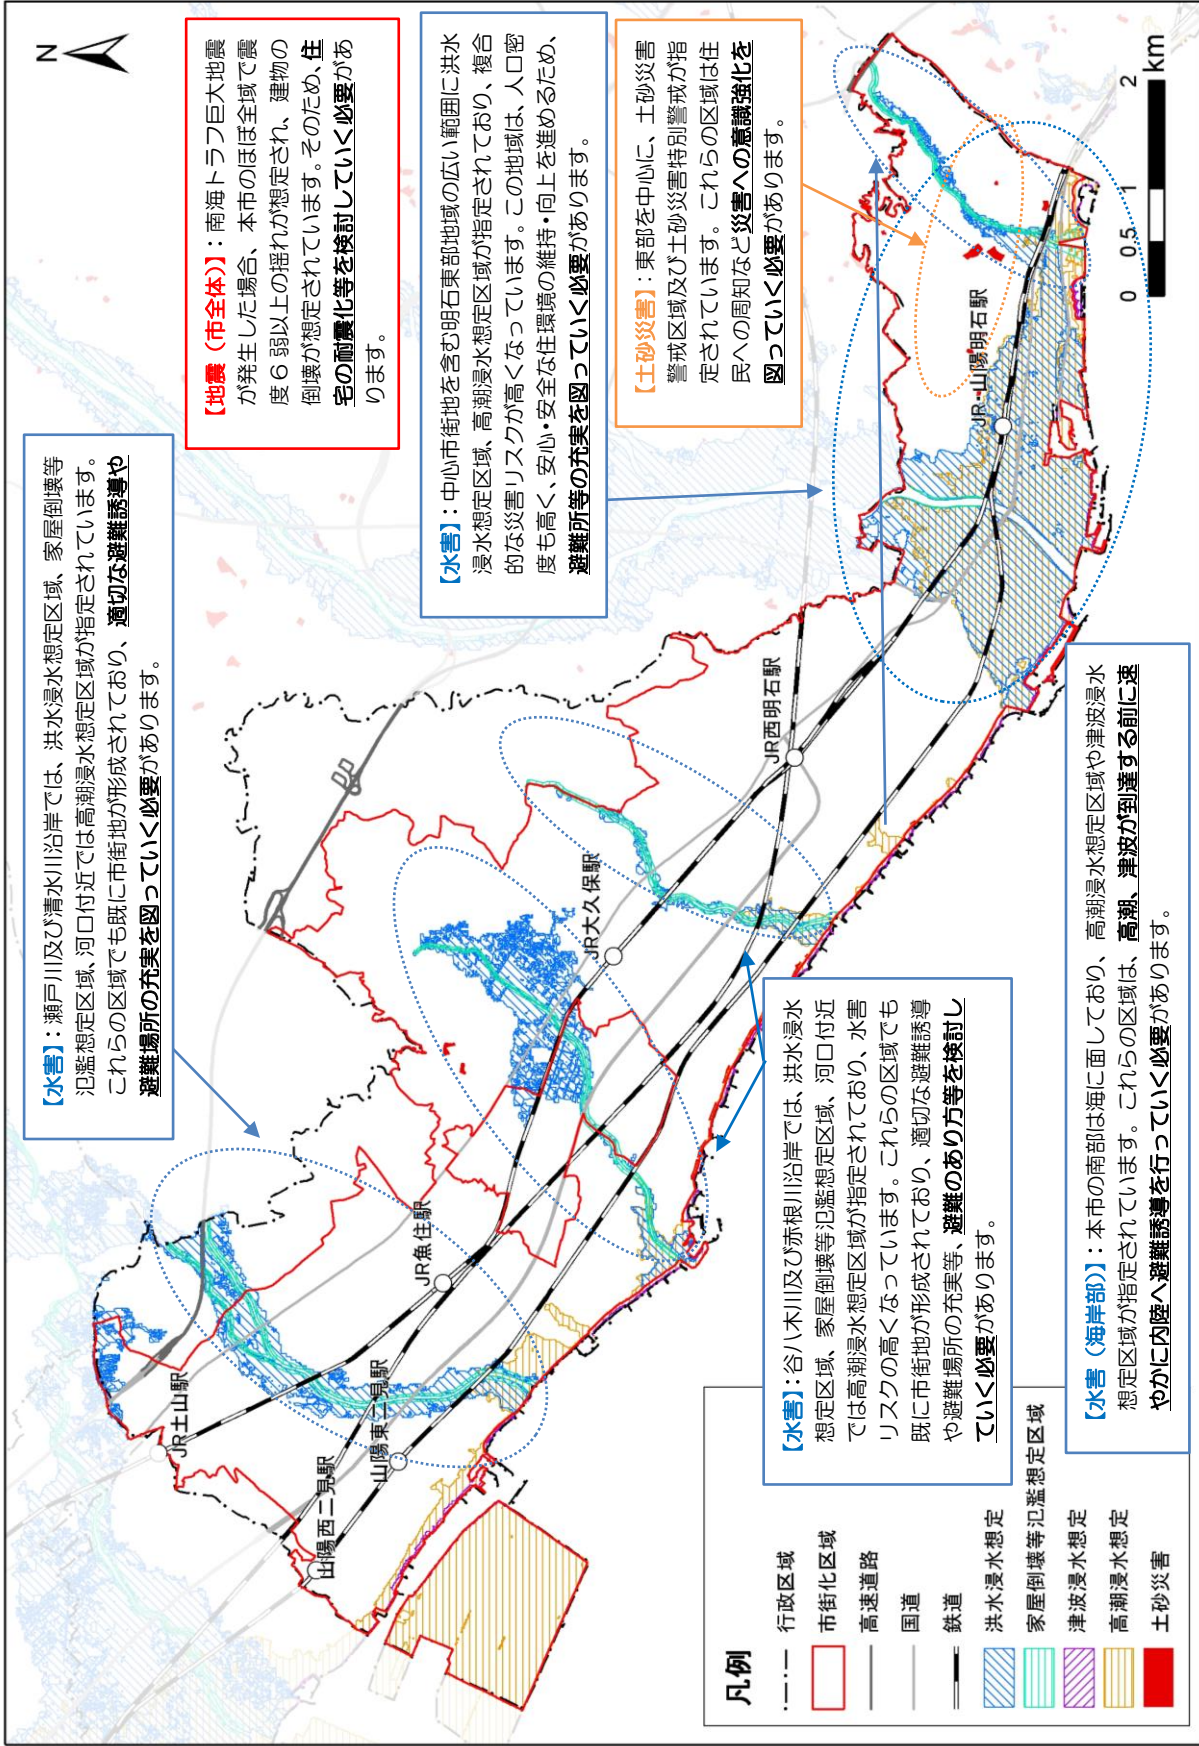 【水害】：瀬戸川及び清水川沿岸では、洪水浸水想定区域、家屋倒壊等
氾濫想定区域、河口付近では高潮浸水想定区域が指定されています。
これらの区域でも既に市街地が形成されており、適切な避難誘導や
避難場所の充実を図っていく必要があります。
【地震（市全体）】：南海トラフ巨大地震
が発生した場合、本市のほぼ全域で震
度６弱以上の揺れが想定され、建物の
倒壊が想定されています。そのため、住
宅の耐震化等を検討していく必要があ
ります。
【水害】：中心市街地を含む明石東部地域の広い範囲に洪水
浸水想定区域、高潮浸水想定区域が指定されており、複合
的な災害リスクが高くなっています。この地域は、人口密
度も高く、安心・安全な住環境の維持・向上を進めるため、
避難所等の充実を図っていく必要があります。
【土砂災害】：東部を中心に、土砂災害
警戒区域及び土砂災害特別警戒が指
定されています。これらの区域は住
民への周知など災害への意識強化を
図っていく必要があります。
N
JR土山駅
山陽西二見駅
山陽東二見駅
JR魚住駅
JR大久保駅
JR西明石駅
JR・山陽明石駅
【水害】：谷八木川及び赤根川沿岸では、洪水浸水
想定区域、家屋倒壊等氾濫想定区域、河口付近
では高潮浸水想定区域が指定されており、水害
リスクの高くなっています。これらの区域でも
既に市街地が形成されており、適切な避難誘導
や避難場所の充実等、避難のあり方等を検討し
ていく必要があります。
【水害（海岸部）】：本市の南部は海に面しており、高潮浸水想定区域や津波浸水
想定区域が指定されています。これらの区域は、高潮、津波が到達する前に速
やかに内陸へ避難誘導を行っていく必要があります。
凡例
行政区域
市街化区域
高速道路
国道
鉄道
洪水浸水想定
家屋倒壊等氾濫想定区域
津波浸水想定
高潮浸水想定
土砂災害
0 0.5 1 2
km